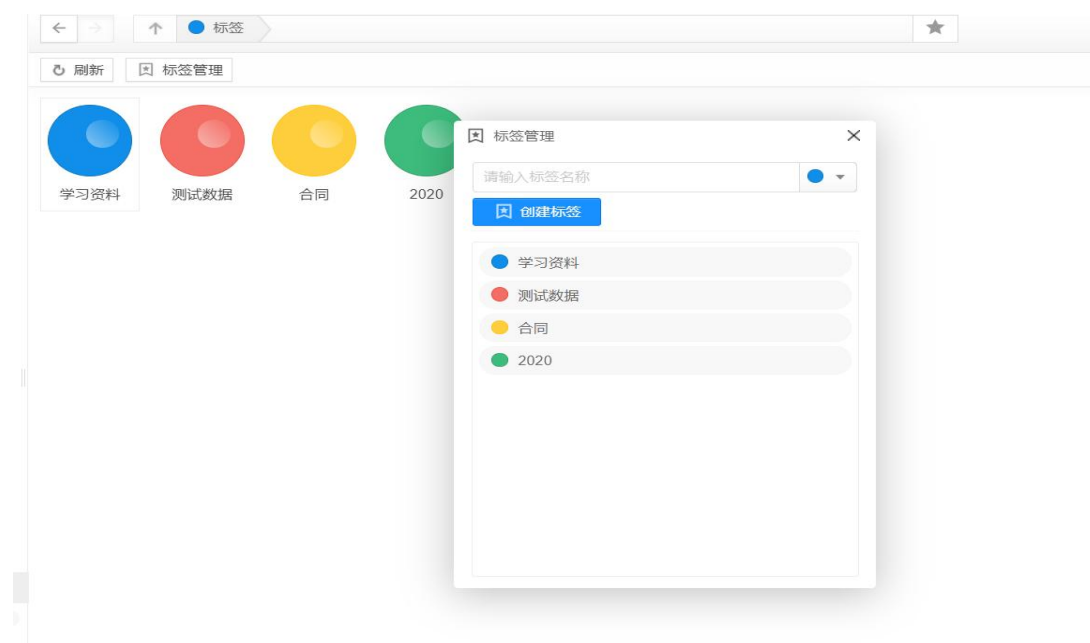 标签
刷新 标签管理
学习资料 测试数据 合同 2020
标签管理
请输入标签名称
创建标签
学习资料
测试数据
合同
2020